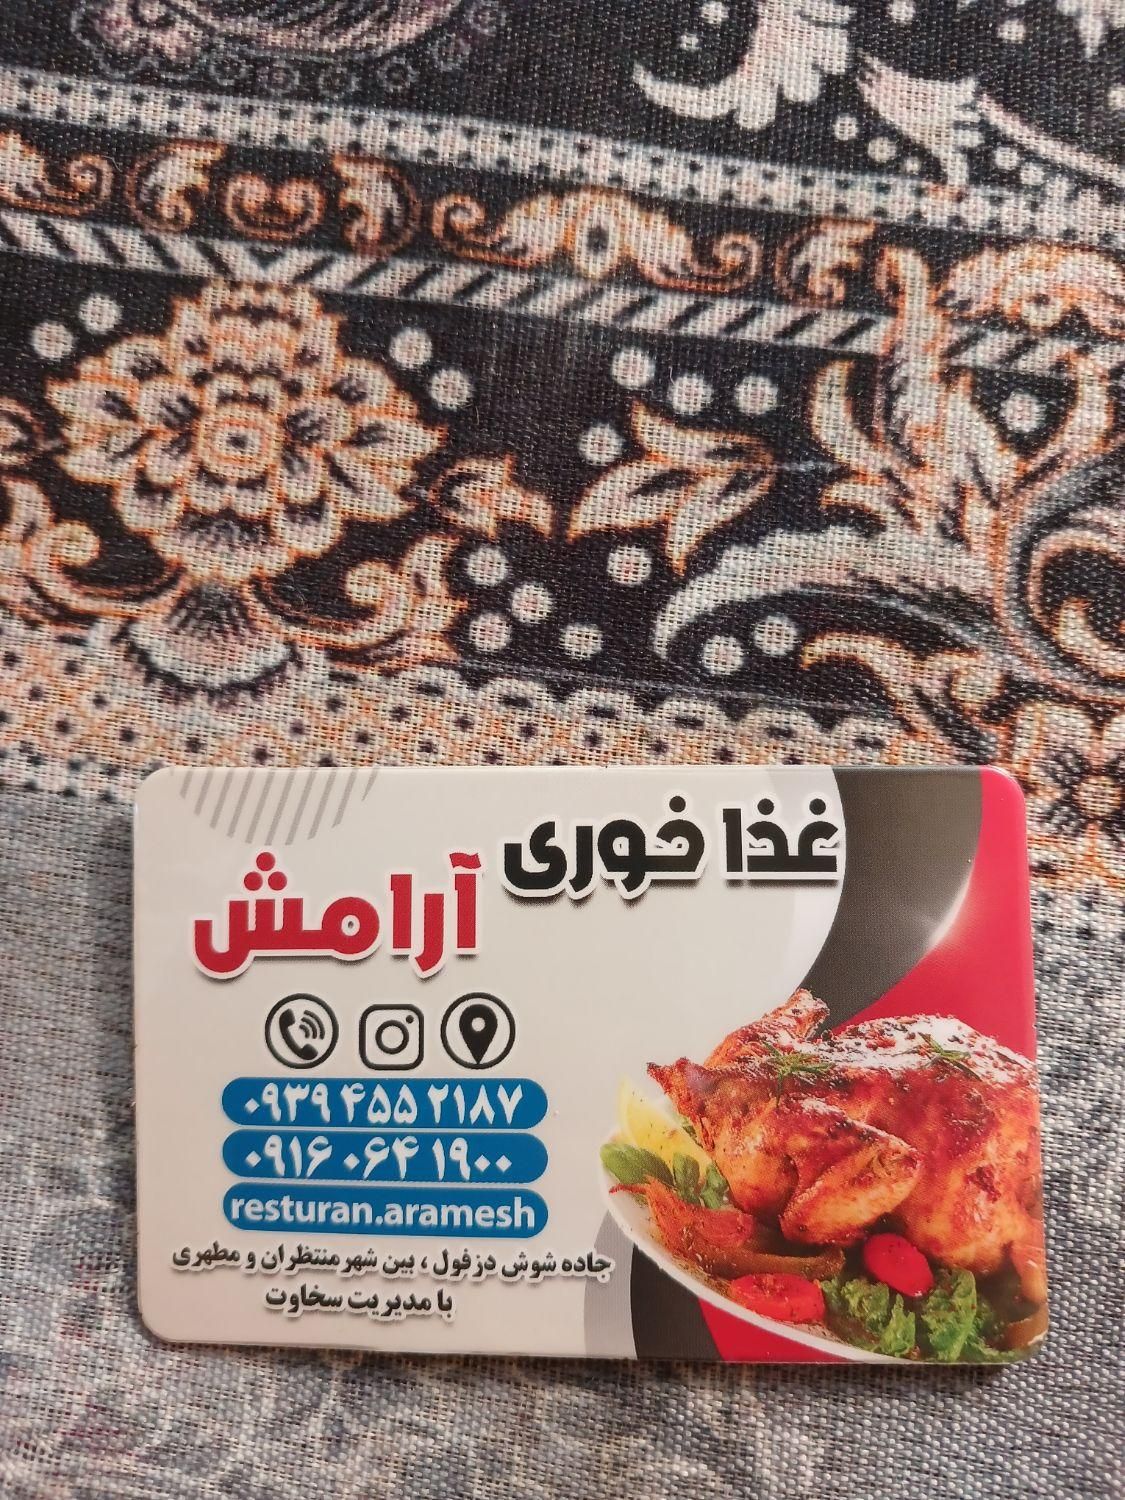 غذا خوری
آرامش
۰۹۳۹ ۴۵۵ ۲۱۸۷
۰۹۱۶ ۰۶۴ ۱۹۰۰
resturan.aramesh
جاده شوش دزفول ، بین شهر منتظران و مطهری
با مدیریت سخاوت